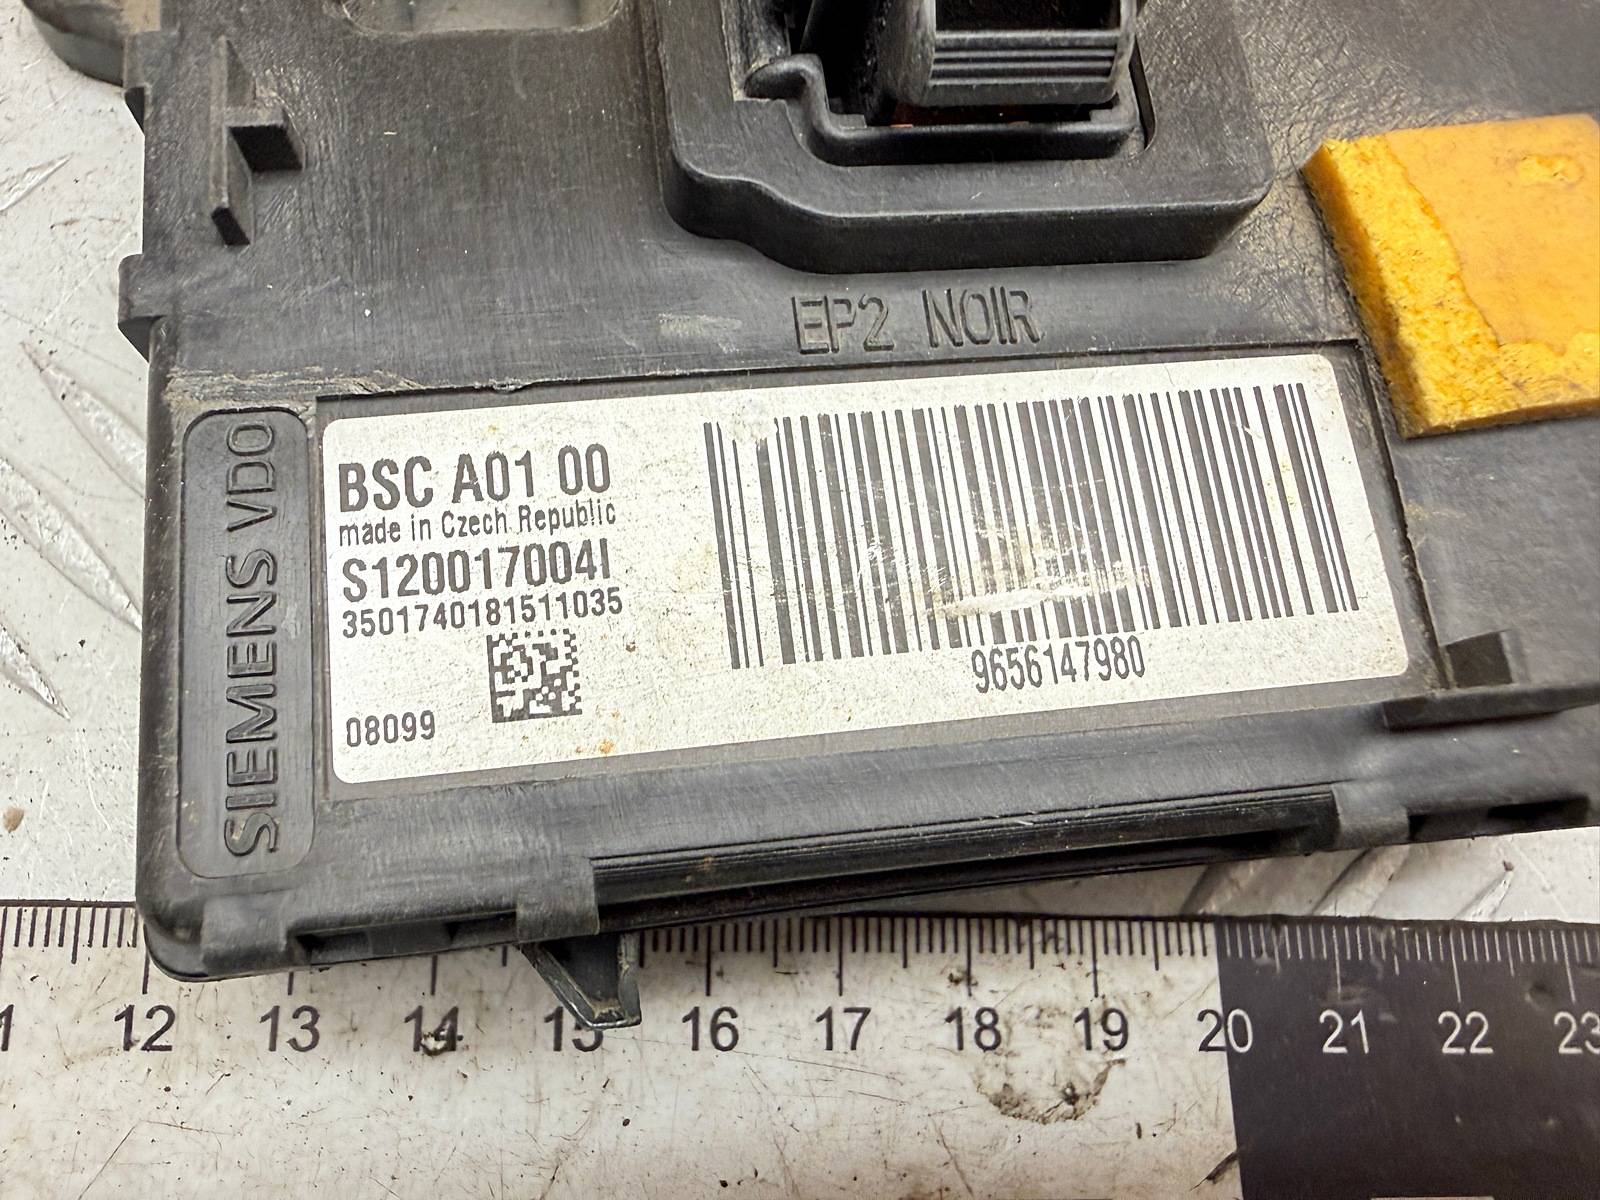 EP2 NOIR
SIEMENS VDO
BSC A01 00
made in Czech Republic
S120017004I
3501740181511035
08099
9656147980
12 13 14 15 16 17 18 19 20 21 22 23